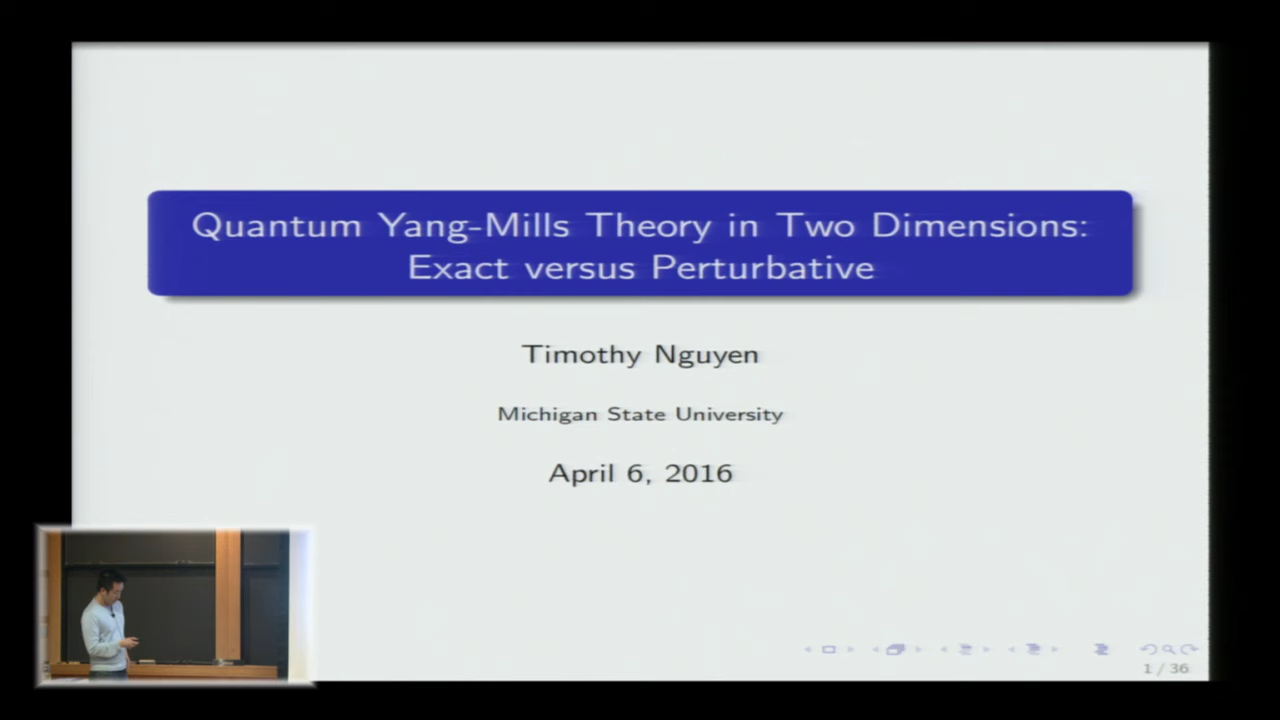 Quantum Yang-Mills Theory in Two Dimensions:
Exact versus Perturbative
Timothy Nguyen
Michigan State University
April 6, 2016
1 / 36